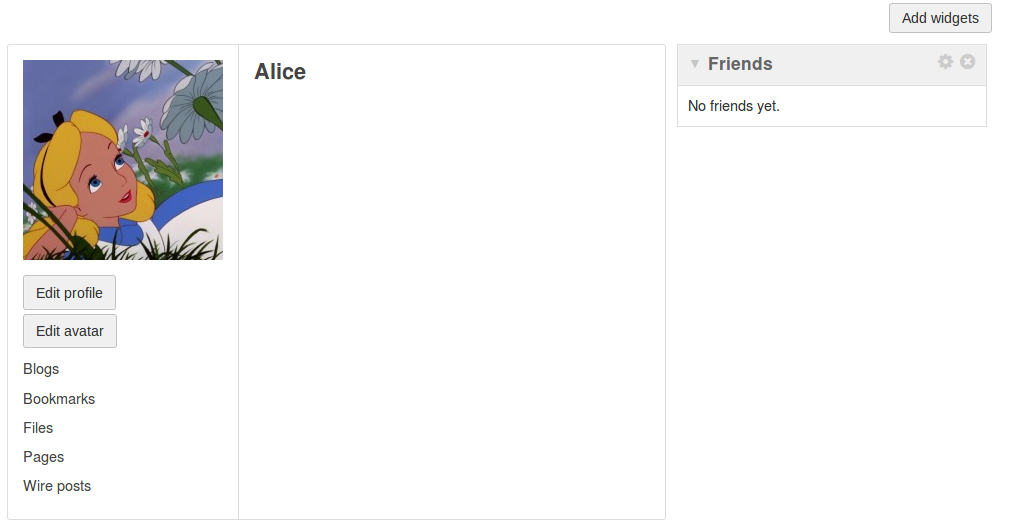 Add widgets
Alice
Edit profile
Edit avatar
Blogs
Bookmarks
Files
Pages
Wire posts
Friends
No friends yet.